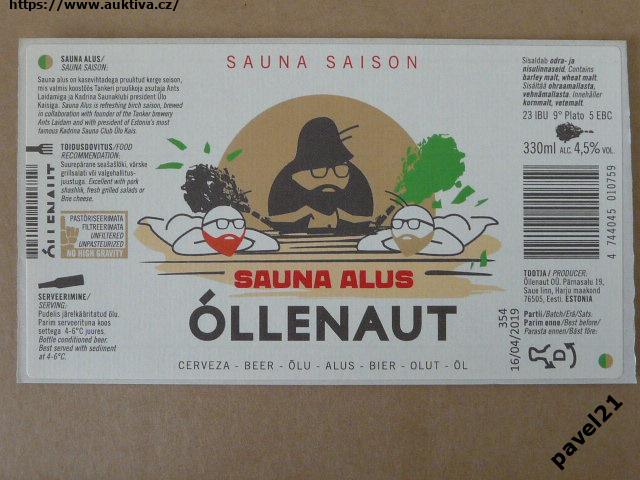 https://www.auktiva.cz/
SAUNA ALUS/
SAUNA SAISON:
Sauna alus on kasevihtadega pruulitud kerge saison,
mis valmis koostöös Tankeri pruulikoja asutaja Ants
Laidamiga ja Kadrina Saunaklubi president Ülo
Kaisiga. Sauna Alus is refreshing birch saison, brewed
in collaboration with founder of the Tanker brewery
Ants Laidam and with president of Estonia's most
famous Kadrina Sauna Club Ülo Kais.
TOIDUSOOVITUS/FOOD
RECOMMENDATION:
Suurepärane seašašlõki, värske
grillsalati või valgehallitus-
juustuga. Excellent with pork
shashlik, fresh grilled salads or
Brie cheese.
ÕLLENAUT
PASTÖRISEERIMATA
FILTREERIMATA
UNFILTERED
UNPASTEURIZED
NO HIGH GRAVITY
SERVEERIMINE/
SERVING:
Pudelis järelkääritatud õlu.
Parim serveerituna koos
settega 4-6°C juures.
Bottle conditioned beer.
Best served with sediment
at 4-6°C.
SAUNA SAISON
SAUNA ALUS
ÓLLENAUT
CERVEZA - BEER - ÕLU - ALUS - BIER - OLUT - ÖL
Sisaldab odra- ja
nisulinnaseid. Contains
barley malt, wheat malt.
Sisältää ohraamallasta,
vehnämallasta. Innehåller
kornmalt, vetemalt.
23 IBU 9° Plato 5 EBC
330ml ALC. 4,5% VOL.
4 744045 010759
TOOTJA / PRODUCER:
Õllenaut OÜ. Pärnasalu 19,
Saue linn, Harju maakond
76505, Eesti. ESTONIA
Partii/Batch/Erä/Sats.
Parim enne/Best before/
Parasta ennen/Bäst före:
354
16/04/2019
pavel21